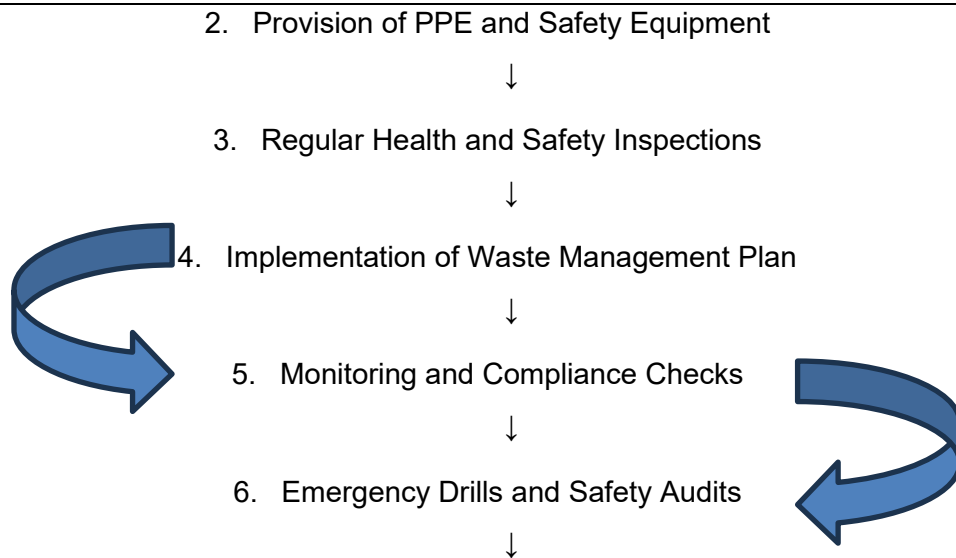 2. Provision of PPE and Safety Equipment
↓
3. Regular Health and Safety Inspections
↓
4. Implementation of Waste Management Plan
↓
5. Monitoring and Compliance Checks
↓
6. Emergency Drills and Safety Audits
↓